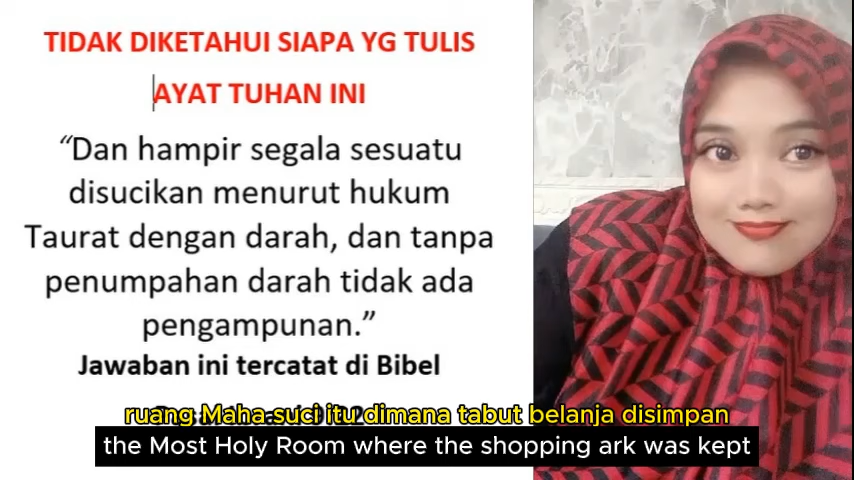 TIDAK DIKETAHUI SIAPA YG TULIS
AYAT TUHAN INI
“Dan hampir segala sesuatu
disucikan menurut hukum
Taurat dengan darah, dan tanpa
penumpahan darah tidak ada
pengampunan.”
Jawaban ini tercatat di Bibel
ruang Maha suci itu dimana tabut belanja disimpan
the Most Holy Room where the shopping ark was kept